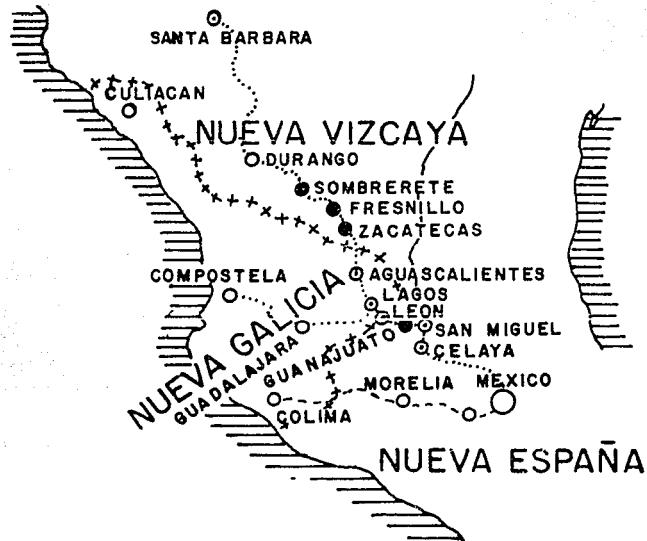 SANTA BARBARA
CULIACAN
NUEVA VIZCAYA
DURANGO
SOMBRERETE
FRESNILLO
ZACATECAS
COMPOSTELA
AGUASCALIENTES
LAGOS
LEON
NUEVA GALICIA
GUADALAJARA
GUANAJUATO
SAN MIGUEL
CELAYA
MORELIA
MEXICO
COLIMA
NUEVA ESPAÑA